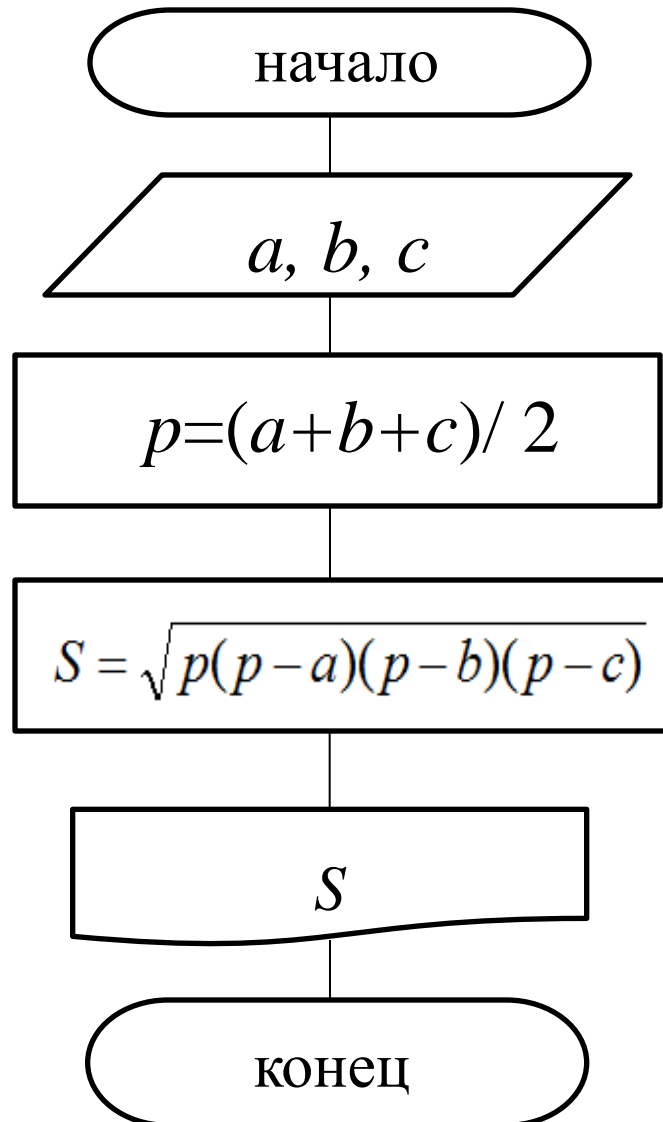 начало
a, b, c
p=(a+b+c)/ 2
S = √p(p − a)(p − b)(p − c)
S
конец